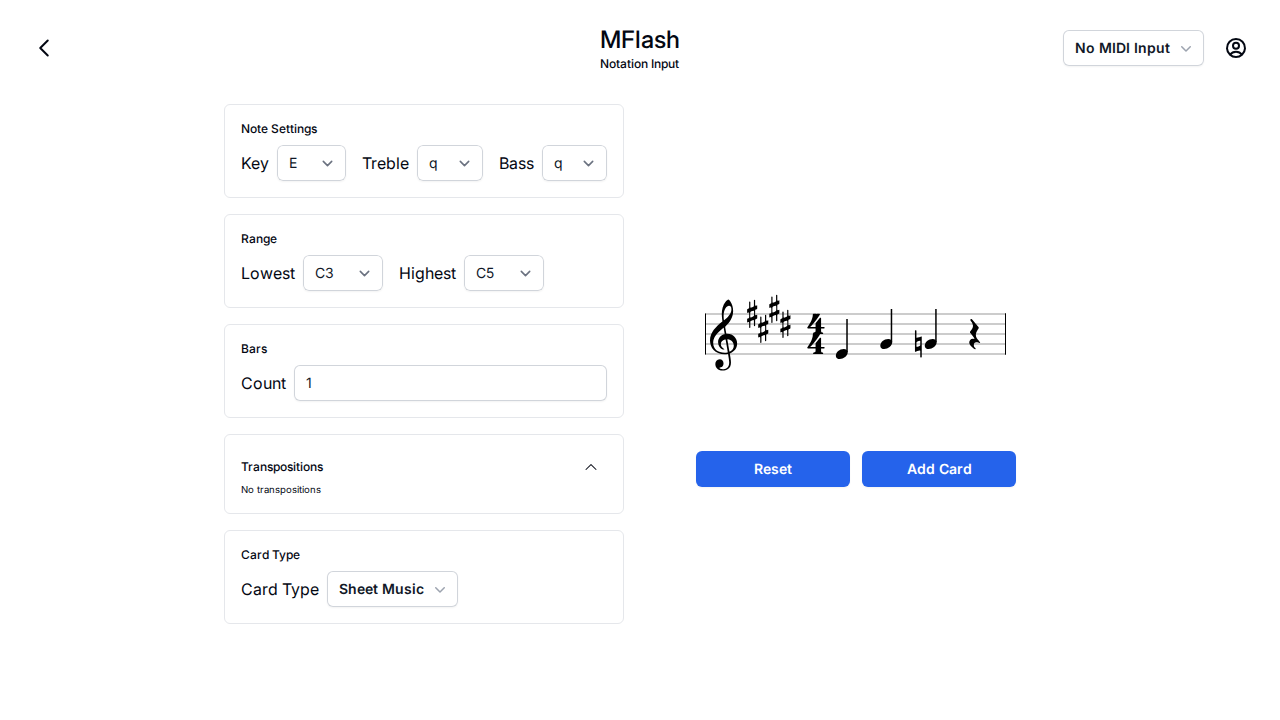 MFlash
Notation Input
No MIDI Input
Note Settings
Key E Treble q Bass q
Range
Lowest C3 Highest C5
Bars
Count 1
Transpositions
No transpositions
Card Type
Card Type Sheet Music
4
4
Reset Add Card